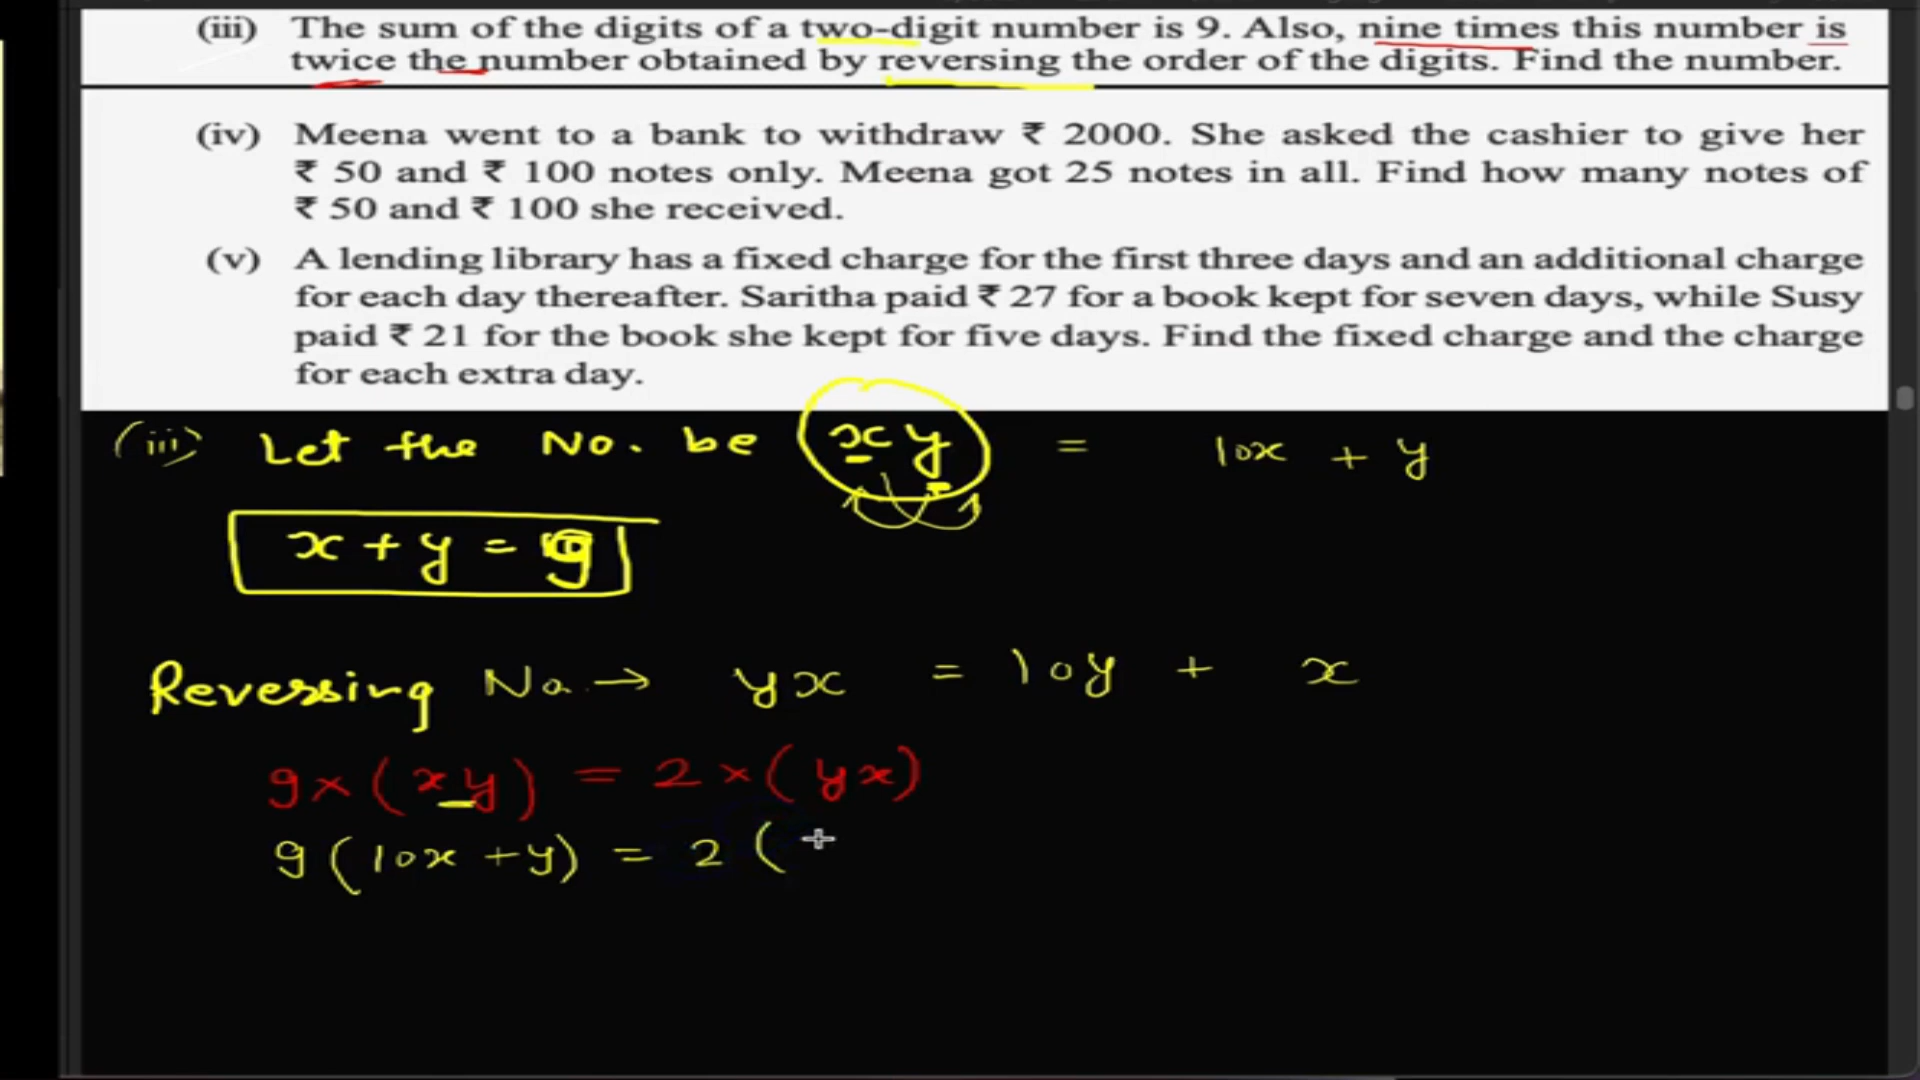 (iii) The sum of the digits of a two-digit number is 9. Also, nine times this number is
twice the number obtained by reversing the order of the digits. Find the number.
(iv) Meena went to a bank to withdraw ₹ 2000. She asked the cashier to give her
₹ 50 and ₹ 100 notes only. Meena got 25 notes in all. Find how many notes of
₹ 50 and ₹ 100 she received.
(v) A lending library has a fixed charge for the first three days and an additional charge
for each day thereafter. Saritha paid ₹ 27 for a book kept for seven days, while Susy
paid ₹ 21 for the book she kept for five days. Find the fixed charge and the charge
for each extra day.
(iii) Let the No. be xy = 10x + y
x + y = 9
Reversing No. → yx = 10y + x
9 × (xy) = 2 × (yx)
9 (10x + y) = 2 (